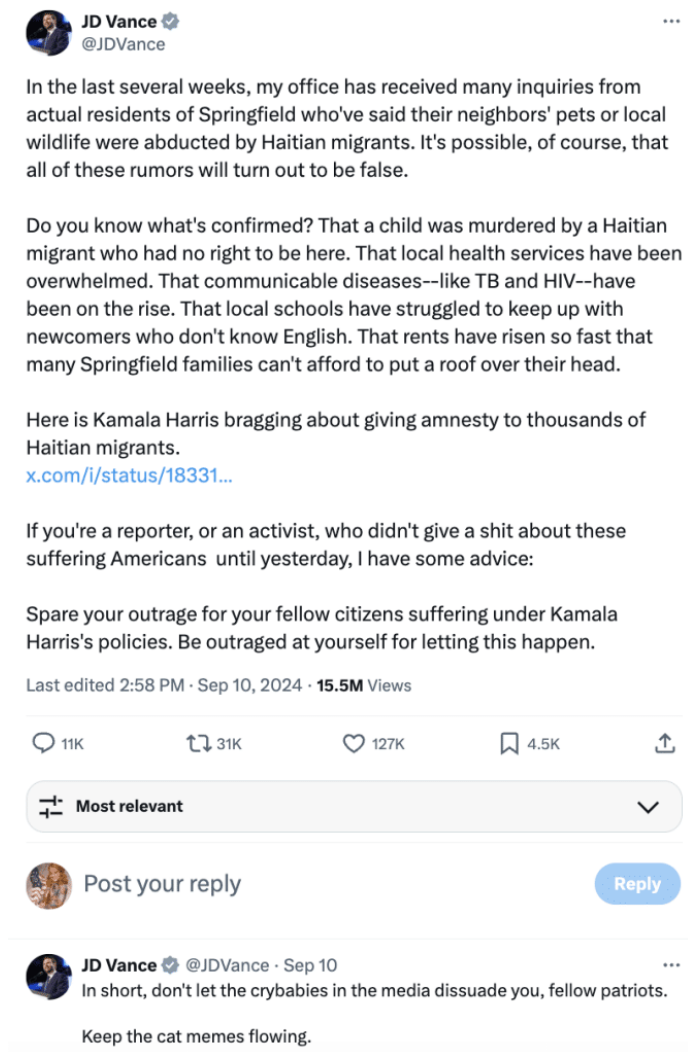 JD Vance
@JDVance
In the last several weeks, my office has received many inquiries from
actual residents of Springfield who've said their neighbors' pets or local
wildlife were abducted by Haitian migrants. It's possible, of course, that
all of these rumors will turn out to be false.
Do you know what's confirmed? That a child was murdered by a Haitian
migrant who had no right to be here. That local health services have been
overwhelmed. That communicable diseases--like TB and HIV--have
been on the rise. That local schools have struggled to keep up with
newcomers who don't know English. That rents have risen so fast that
many Springfield families can't afford to put a roof over their head.
Here is Kamala Harris bragging about giving amnesty to thousands of
Haitian migrants.
x.com/i/status/18331...
If you're a reporter, or an activist, who didn't give a shit about these
suffering Americans  until yesterday, I have some advice:
Spare your outrage for your fellow citizens suffering under Kamala
Harris's policies. Be outraged at yourself for letting this happen.
Last edited 2:58 PM · Sep 10, 2024 · 15.5M Views
11K 31K 127K 4.5K
Most relevant
Post your reply
Reply
JD Vance @JDVance · Sep 10
In short, don't let the crybabies in the media dissuade you, fellow patriots.
Keep the cat memes flowing.